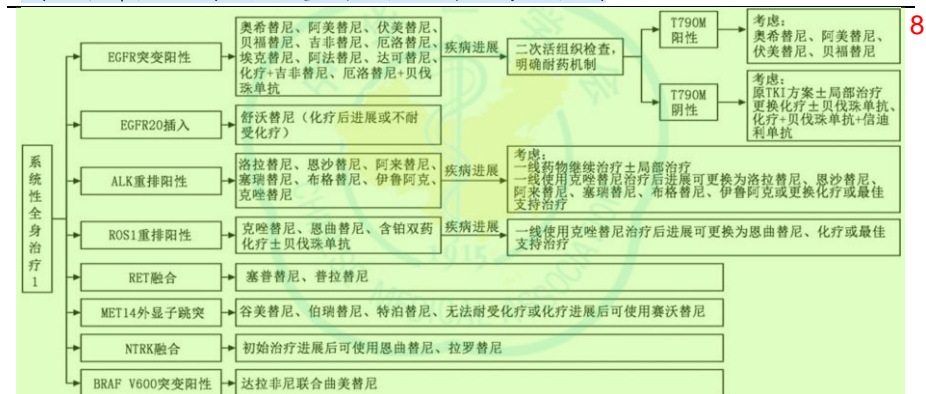 8
系统性全身治疗1
EGFR突变阳性
奥希替尼、阿美替尼、伏美替尼、
贝福替尼、吉非替尼、厄洛替尼、
埃克替尼、阿法替尼、达可替尼、
化疗+吉非替尼、厄洛替尼+贝伐
珠单抗
疾病进展
二次活组织检查,
明确耐药机制
T790M
阳性
考虑:
奥希替尼、阿美替尼、
伏美替尼、贝福替尼
T790M
阴性
考虑:
原TKI方案±局部治疗
更换化疗±贝伐珠单抗、
化疗+贝伐珠单抗+信迪
利单抗
EGFR20插入
舒沃替尼(化疗后进展或不耐
受化疗)
ALK重排阳性
洛拉替尼、恩沙替尼、阿来替尼、
塞瑞替尼、布格替尼、伊鲁阿克、
克唑替尼
疾病进展
考虑:
一线药物继续治疗±局部治疗
一线使用克唑替尼治疗后进展可更换为洛拉替尼、恩沙替尼、
阿来替尼、塞瑞替尼、布格替尼、伊鲁阿克或更换化疗或最佳
支持治疗
ROS1重排阳性
克唑替尼、恩曲替尼、含铂双药
化疗±贝伐珠单抗
疾病进展
一线使用克唑替尼治疗后进展可更换为恩曲替尼、化疗或最佳
支持治疗
RET融合
塞普替尼、普拉替尼
MET14外显子跳突
谷美替尼、伯瑞替尼、特泊替尼、无法耐受化疗或化疗进展后可使用赛沃替尼
NTRK融合
初始治疗进展后可使用恩曲替尼、拉罗替尼
BRAF V600突变阳性
达拉非尼联合曲美替尼
1915